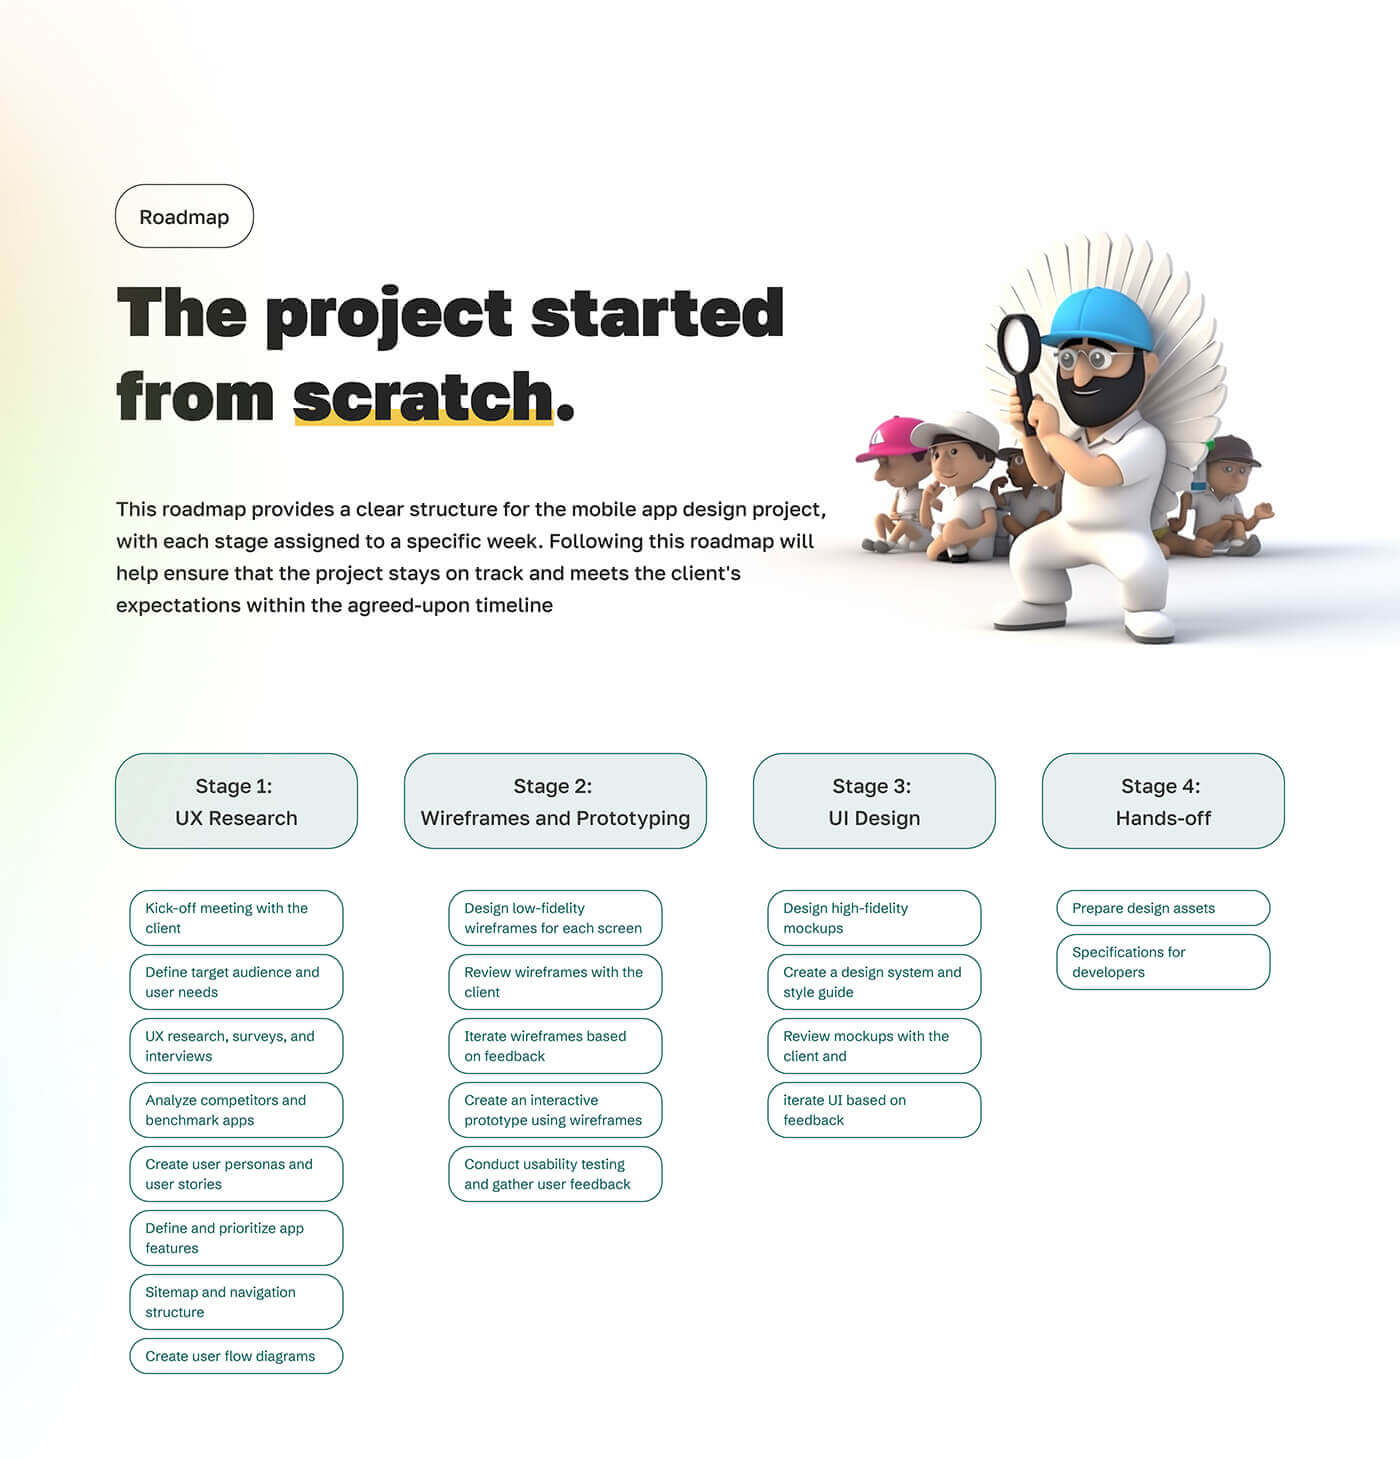 Roadmap
The project started
from scratch.
This roadmap provides a clear structure for the mobile app design project,
with each stage assigned to a specific week. Following this roadmap will
help ensure that the project stays on track and meets the client's
expectations within the agreed-upon timeline
Stage 1:
UX Research
Kick-off meeting with the
client
Define target audience and
user needs
UX research, surveys, and
interviews
Analyze competitors and
benchmark apps
Create user personas and
user stories
Define and prioritize app
features
Sitemap and navigation
structure
Create user flow diagrams
Stage 2:
Wireframes and Prototyping
Design low-fidelity
wireframes for each screen
Review wireframes with the
client
Iterate wireframes based
on feedback
Create an interactive
prototype using wireframes
Conduct usability testing
and gather user feedback
Stage 3:
UI Design
Design high-fidelity
mockups
Create a design system and
style guide
Review mockups with the
client and
iterate UI based on
feedback
Stage 4:
Hands-off
Prepare design assets
Specifications for
developers